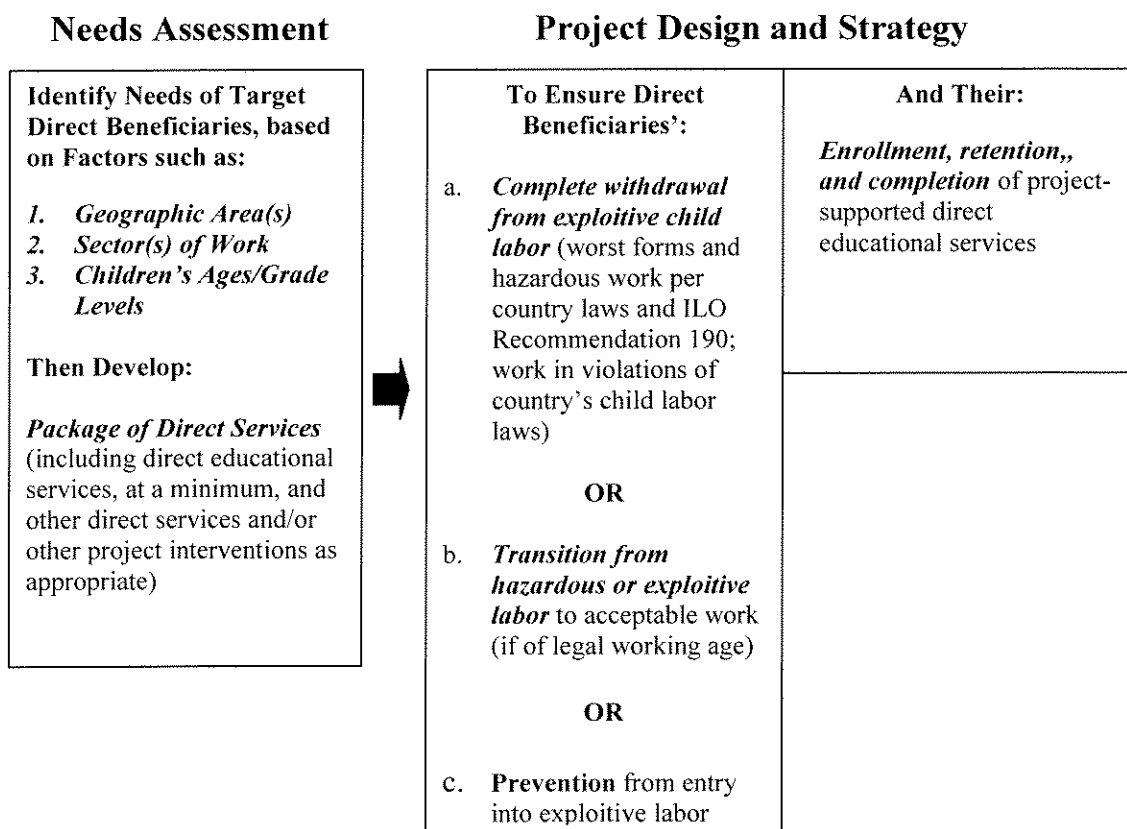 Needs Assessment
Project Design and Strategy
Identify Needs of Target
Direct Beneficiaries, based
on Factors such as:
1. Geographic Area(s)
2. Sector(s) of Work
3. Children's Ages/Grade
Levels
Then Develop:
Package of Direct Services
(including direct educational
services, at a minimum, and
other direct services and/or
other project interventions as
appropriate)
To Ensure Direct
Beneficiaries':
a. Complete withdrawal
from exploitive child
labor (worst forms and
hazardous work per
country laws and ILO
Recommendation 190;
work in violations of
country's child labor
laws)
OR
b. Transition from
hazardous or exploitive
labor to acceptable work
(if of legal working age)
OR
c. Prevention from entry
into exploitive labor
And Their:
Enrollment, retention,,
and completion of project-
supported direct
educational services